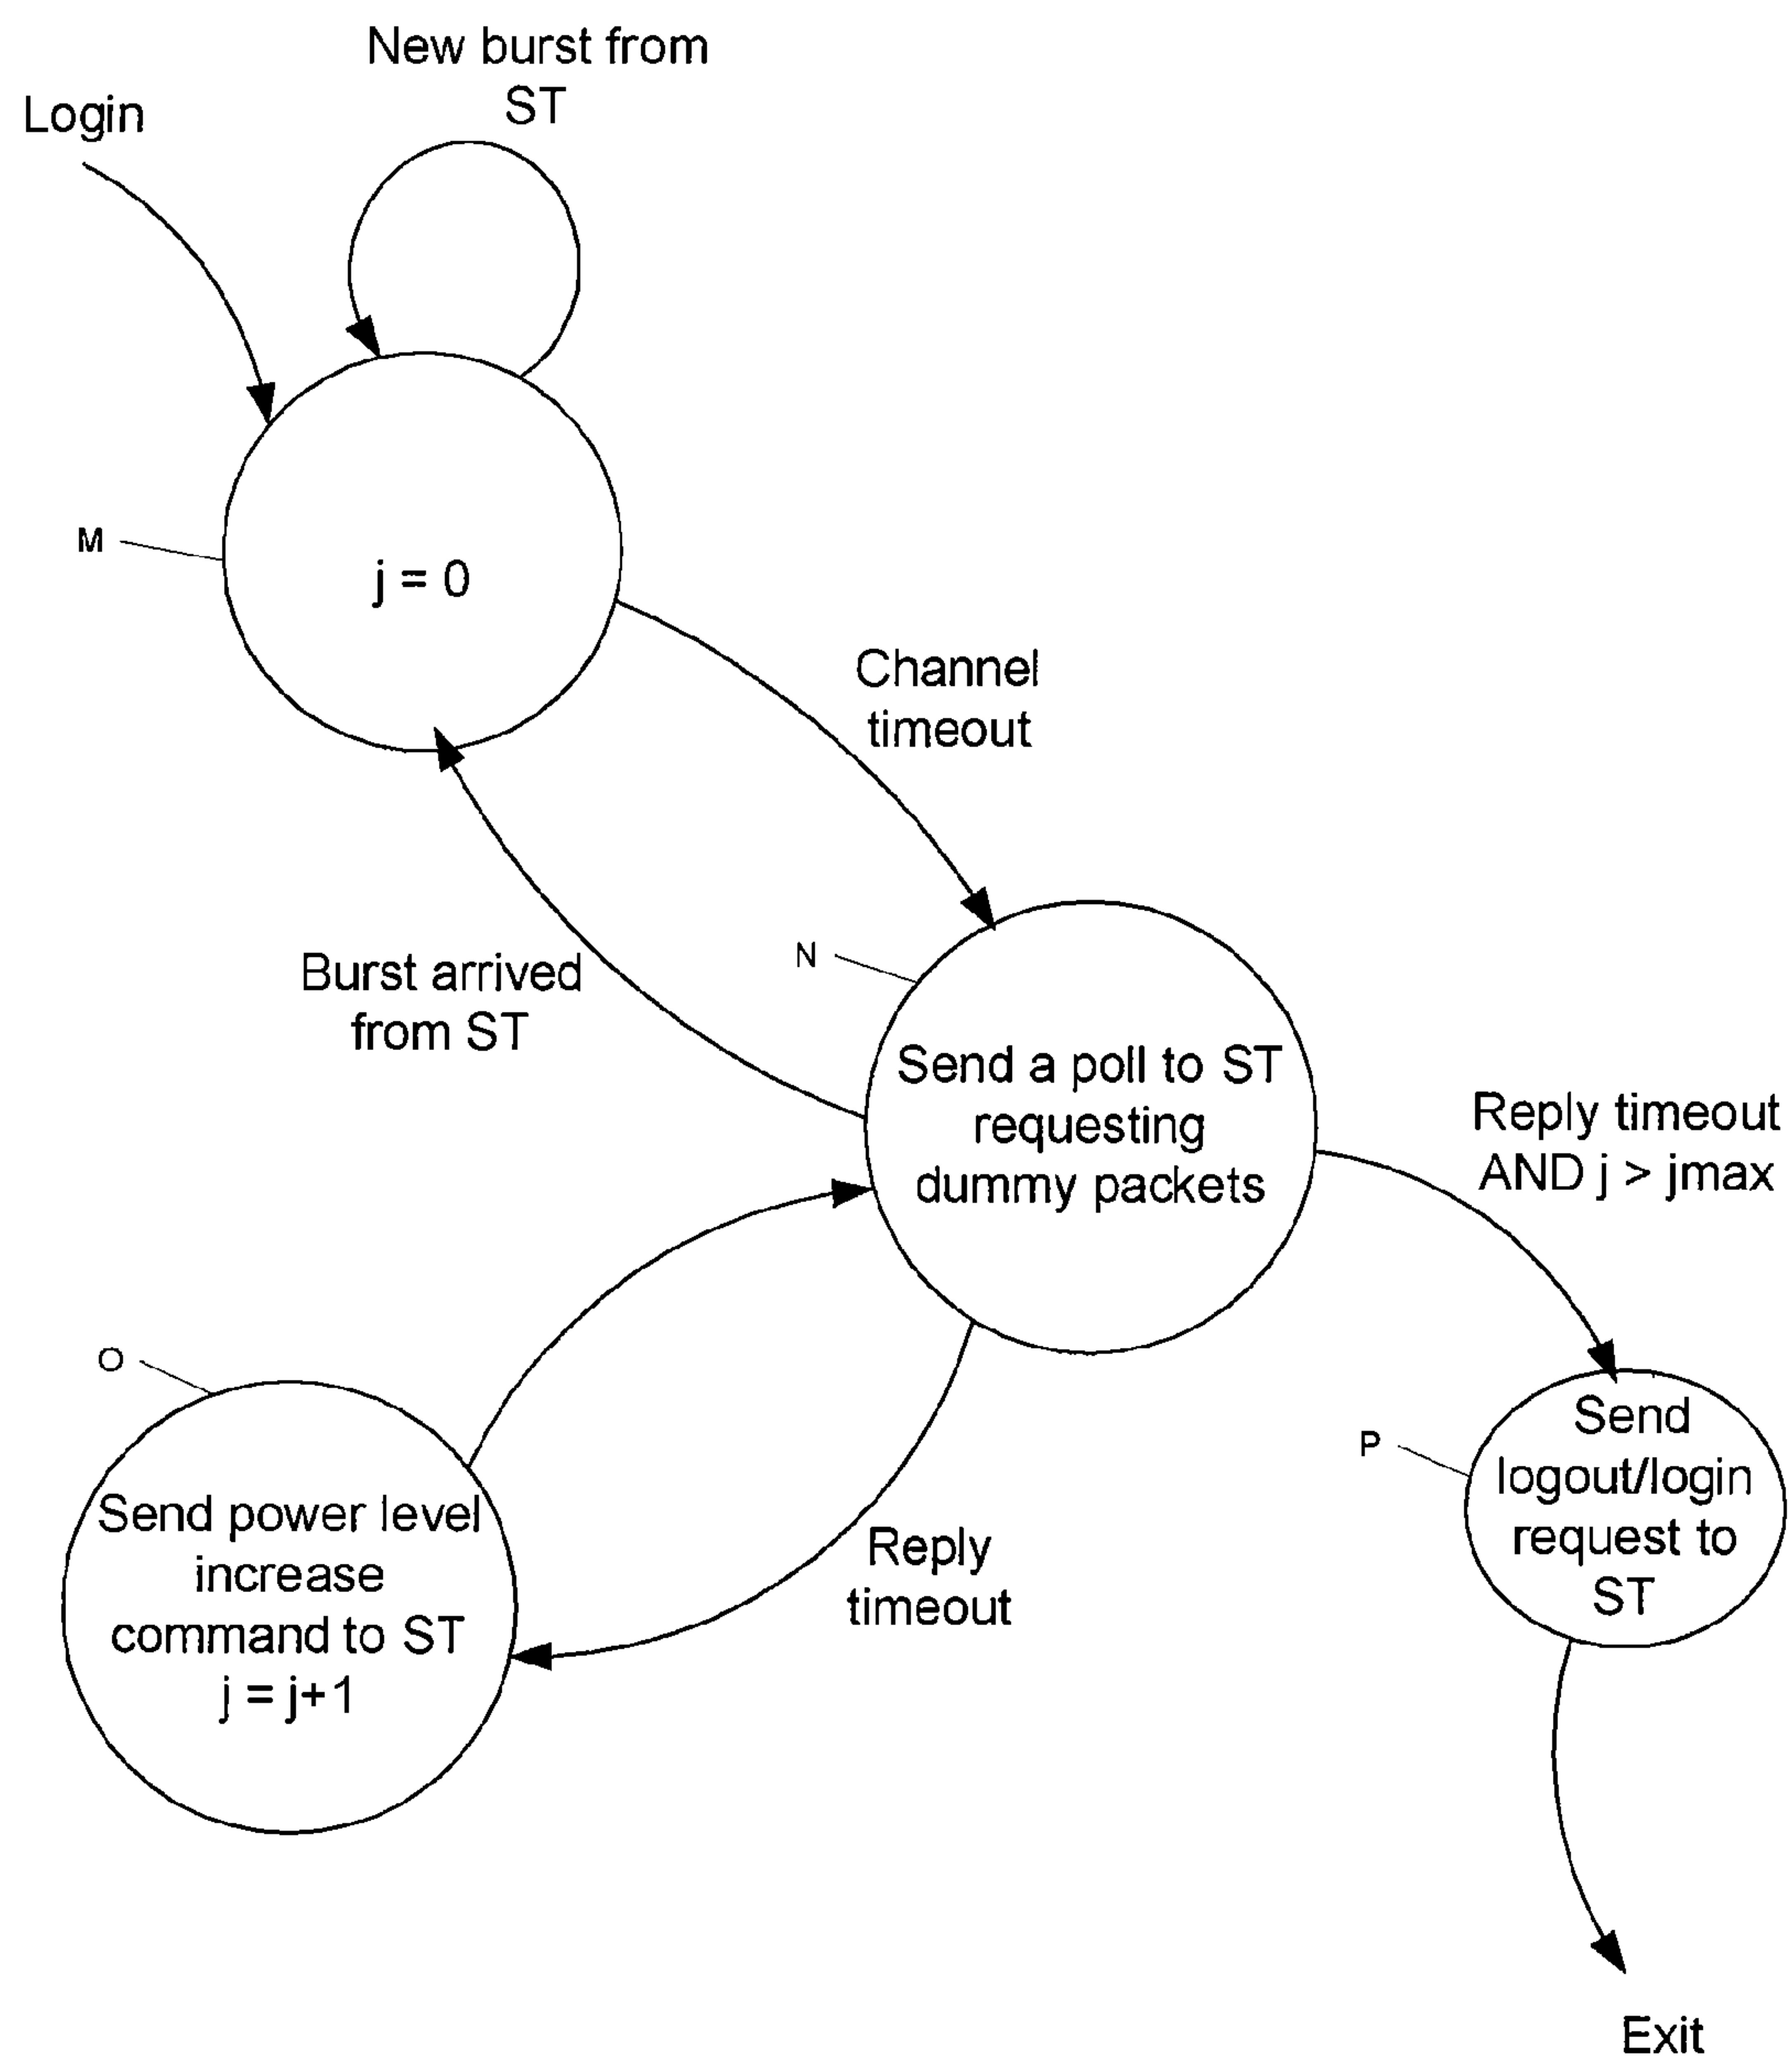 New burst from
ST
Login
M
j = 0
Channel
timeout
N
Burst arrived
from ST
Send a poll to ST
requesting
dummy packets
Reply timeout
AND j > jmax
O
Send power level
increase
command to ST
j = j+1
Reply
timeout
P
Send
logout/login
request to
ST
Exit